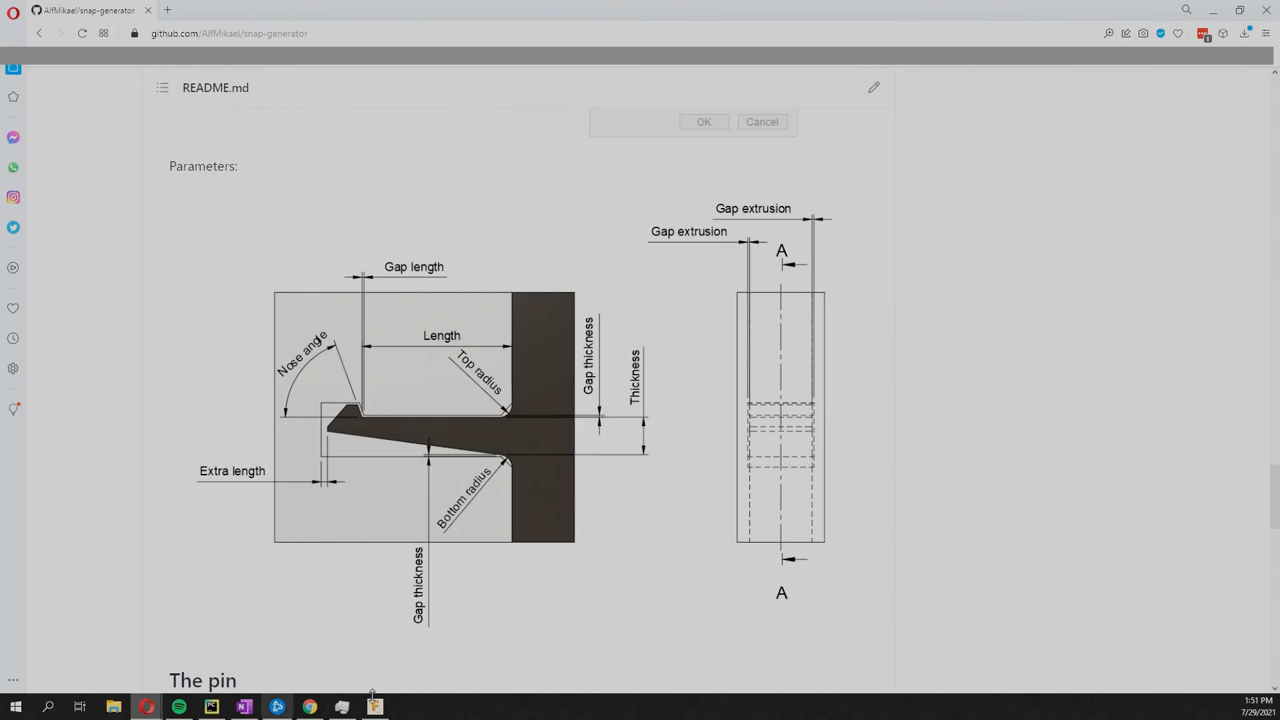 AlfMikael/snap-generator
github.com/AlfMikael/snap-generator
1
README.md
OK
Cancel
Parameters:
Gap extrusion
Gap extrusion
A
Gap length
Nose angle
Length
Top radius
Gap thickness
Thickness
Extra length
Bottom radius
Gap thickness
A
The pin
1:51 PM
7/29/2021